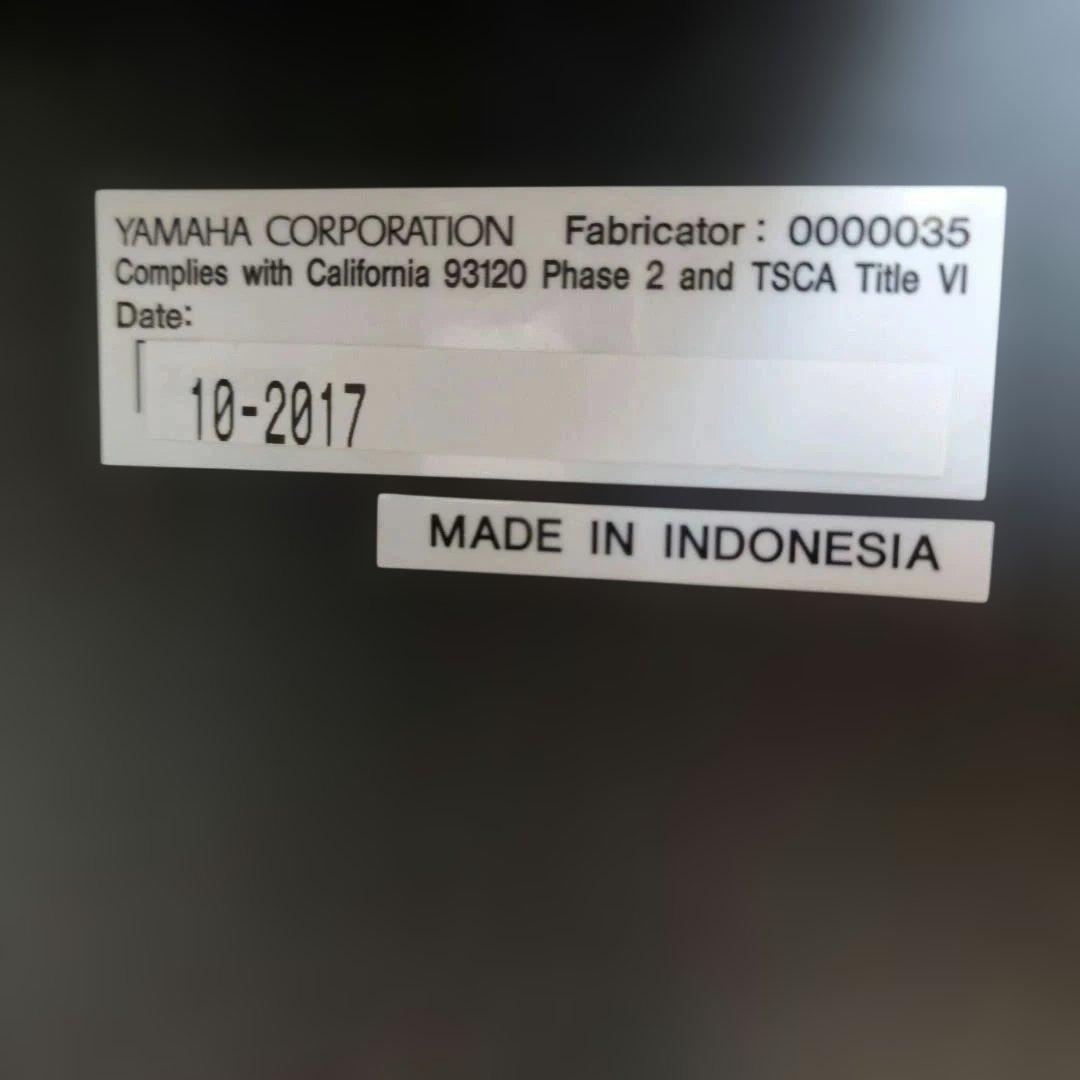 YAMAHA CORPORATION Fabricator : 0000035
Complies with California 93120 Phase 2 and TSCA Title VI
Date:
10-2017
MADE IN INDONESIA